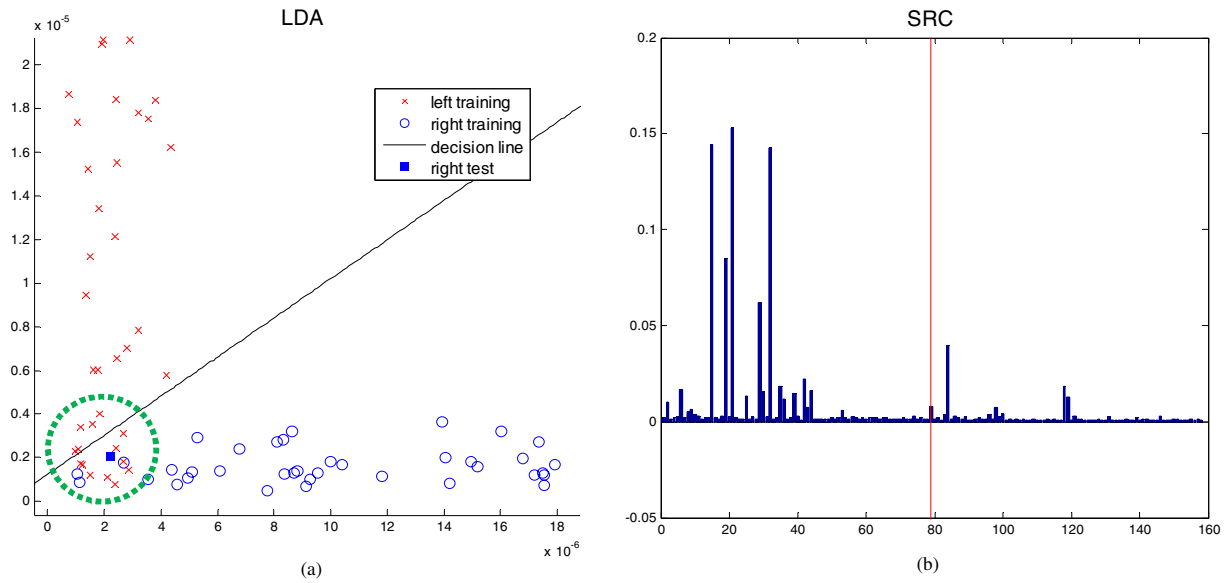 LDA
x 10⁻⁵
2
1.8
1.6
1.4
1.2
1
0.8
0.6
0.4
0.2
0
0 2 4 6 8 10 12 14 16 18
x 10⁻⁶
left training
right training
decision line
right test
(a)
SRC
0.2
0.15
0.1
0.05
0
-0.05
0 20 40 60 80 100 120 140 160
(b)